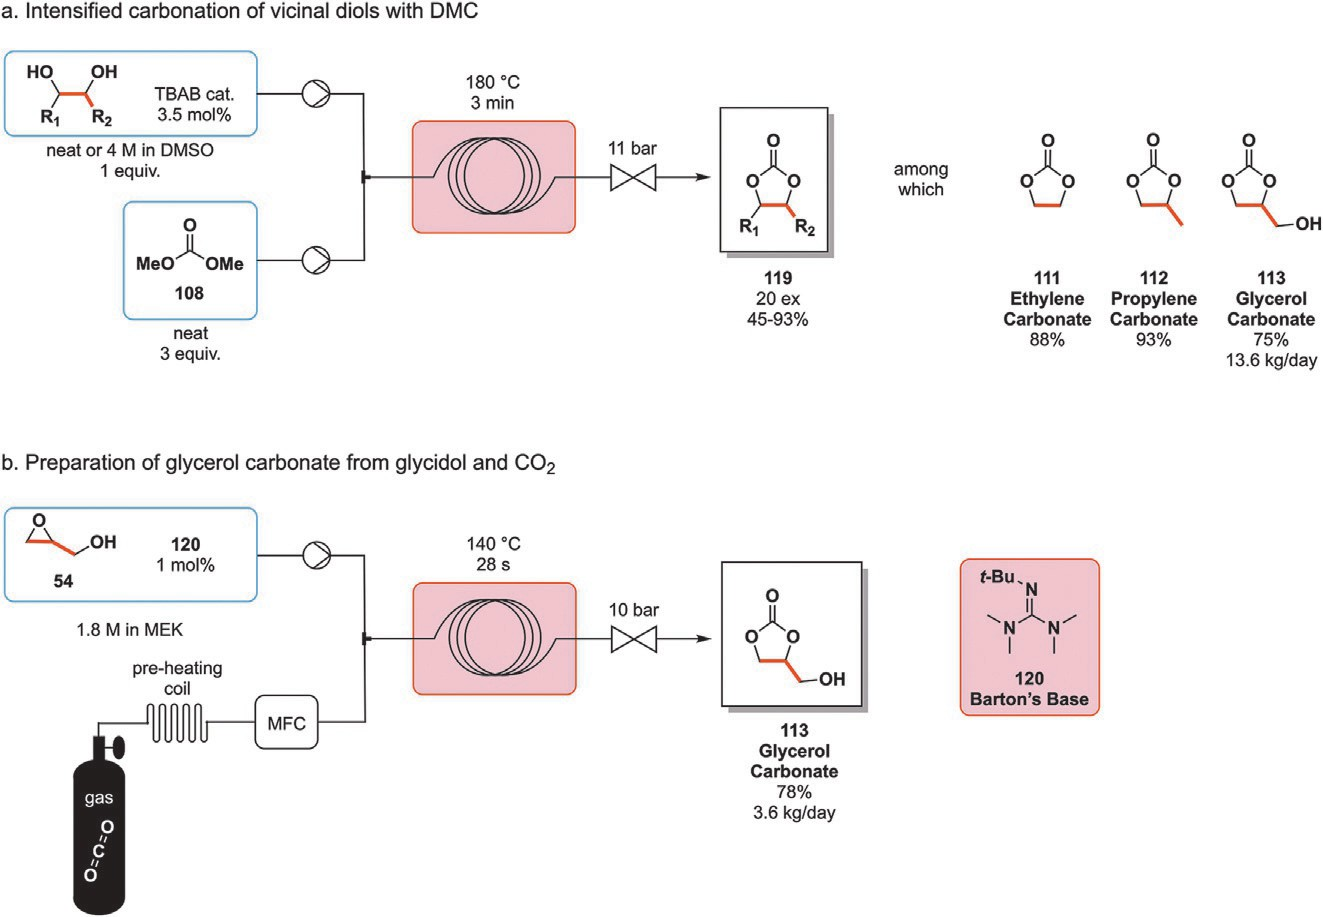 a. Intensified carbonation of vicinal diols with DMC
HO
OH
R1
R2
TBAB cat.
3.5 mol%
neat or 4 M in DMSO
1 equiv.
O
MeO
OMe
108
neat
3 equiv.
180 °C
3 min
11 bar
O
O
O
R1
R2
119
20 ex
45-93%
among
which
O
O
O
111
Ethylene
Carbonate
88%
O
O
O
112
Propylene
Carbonate
93%
O
O
O
OH
113
Glycerol
Carbonate
75%
13.6 kg/day
b. Preparation of glycerol carbonate from glycidol and CO2
O
OH
54
120
1 mol%
1.8 M in MEK
pre-heating
coil
MFC
gas
O
C
O
140 °C
28 s
10 bar
O
O
O
OH
113
Glycerol
Carbonate
78%
3.6 kg/day
t-Bu
N
N
N
120
Barton's Base